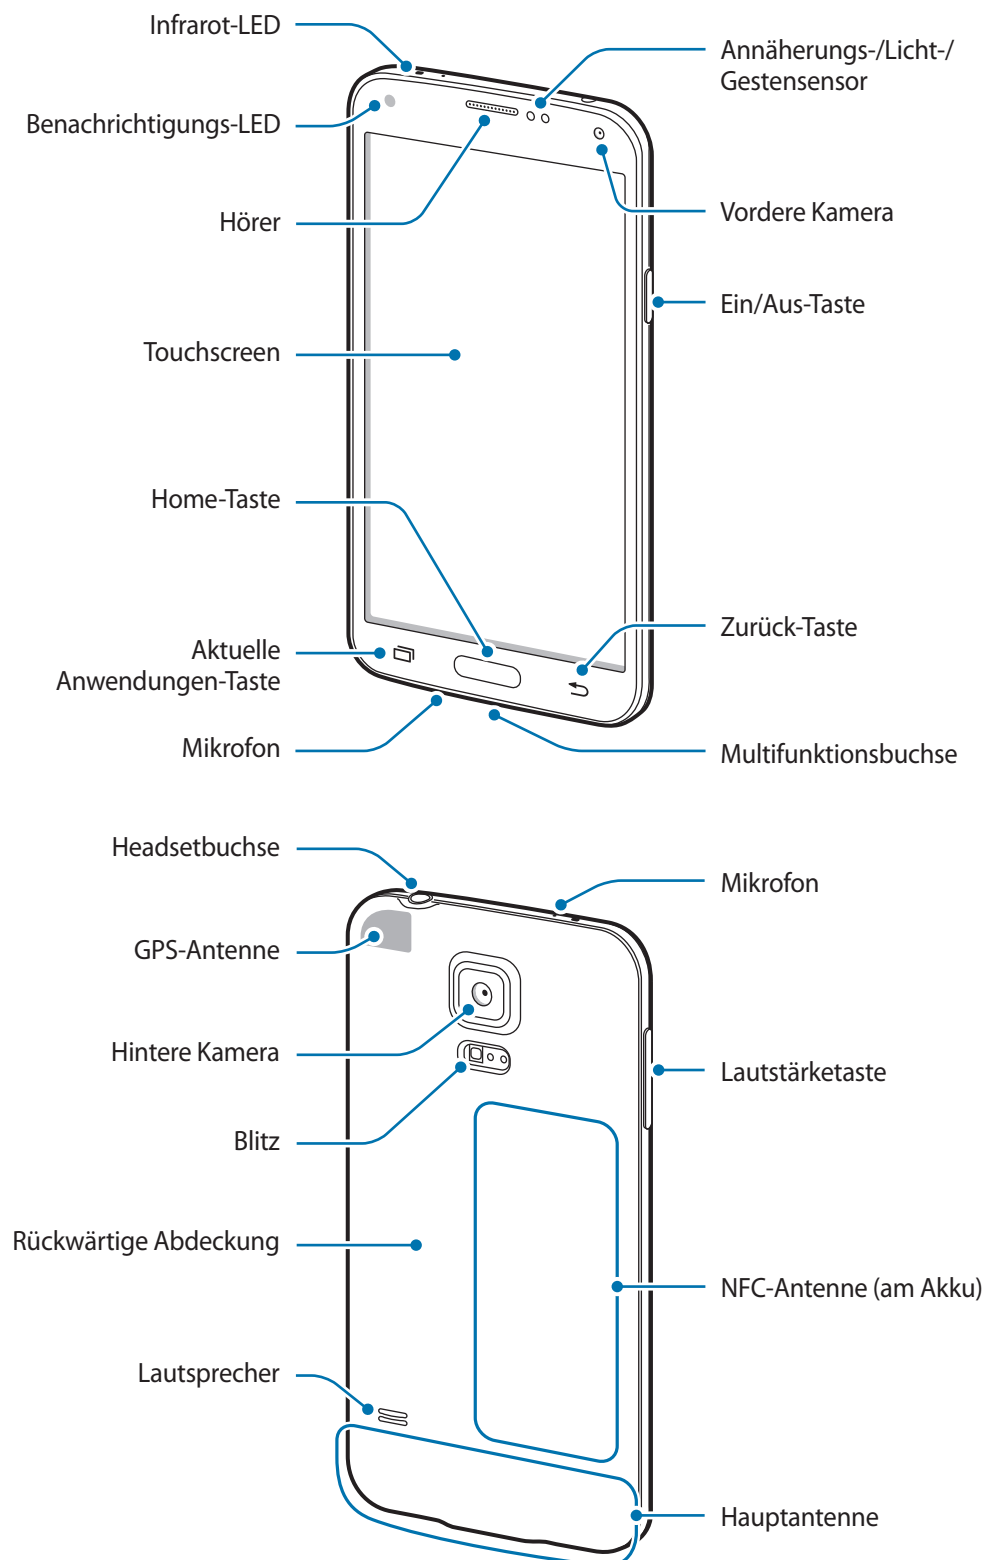 Infrarot-LED
Annäherungs-/Licht-/
Gestensensor
Benachrichtigungs-LED
Hörer
Vordere Kamera
Ein/Aus-Taste
Touchscreen
Home-Taste
Zurück-Taste
Aktuelle
Anwendungen-Taste
Mikrofon
Multifunktionsbuchse
Headsetbuchse
Mikrofon
GPS-Antenne
Hintere Kamera
Lautstärketaste
Blitz
Rückwärtige Abdeckung
NFC-Antenne (am Akku)
Lautsprecher
Hauptantenne